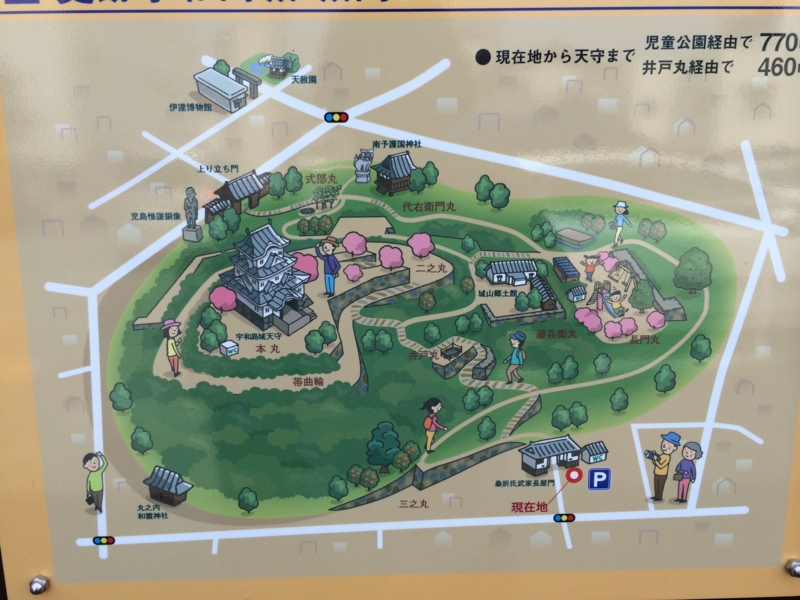 ●現在地から天守まで
児童公園経由で 770
井戸丸経由で 460
天赦園
伊達博物館
南予護国神社
上り立ち門
式部丸
代右衛門丸
児島惟謙銅像
二之丸
城山郷土館
宇和島城天守
本丸
WC
藤兵衛丸
長門丸
井戸丸
帯曲輪
WC
桑折氏武家長屋門
P
丸之内
和霊神社
三之丸
現在地